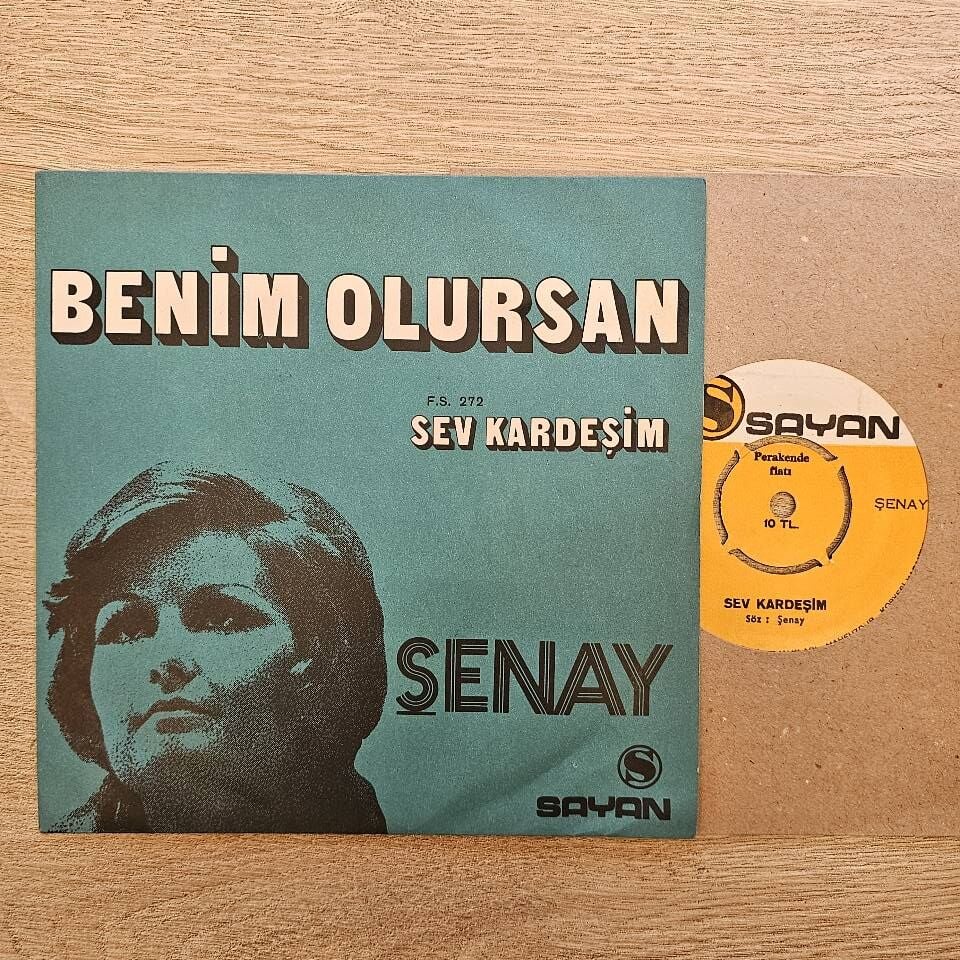 BENİM OLURSAN
F.S. 272
SEV KARDEŞİM
ŞENAY
S
SAYAN
S SAYAN
Perakende
fiatı
10 TL.
ŞENAY
SEV KARDEŞİM
Söz : Şenay